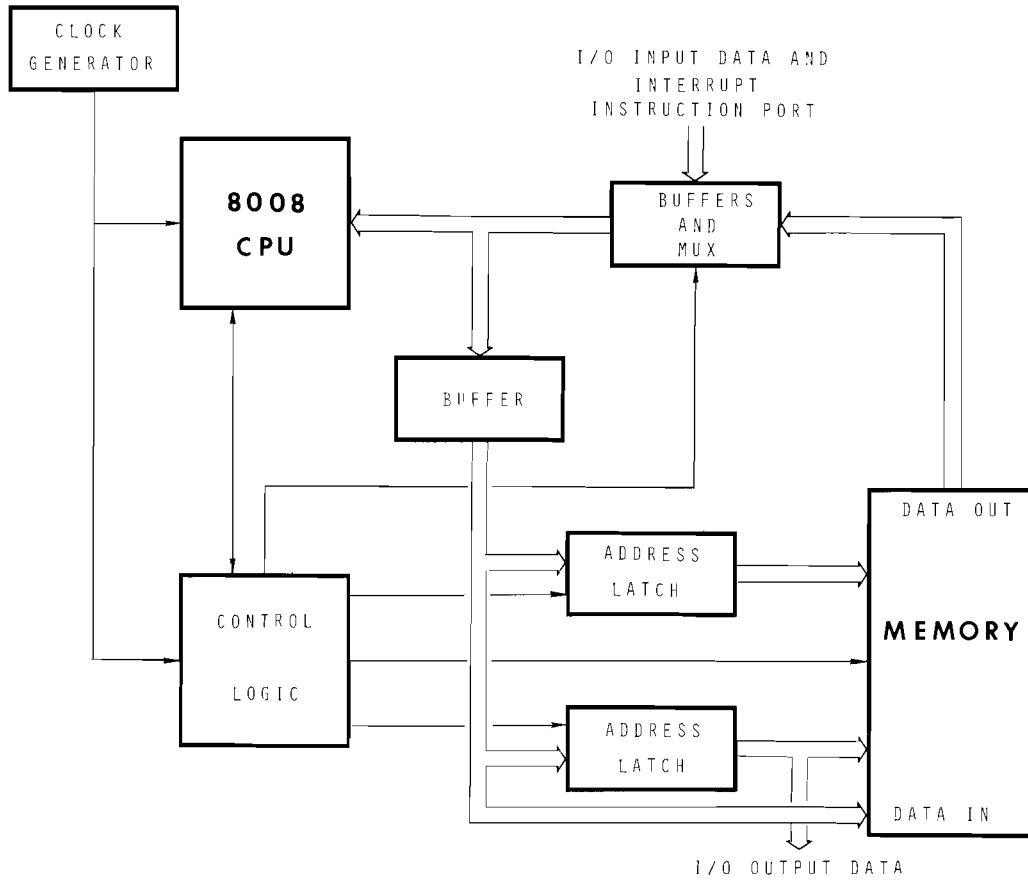 CLOCK
GENERATOR
I/O INPUT DATA AND
INTERRUPT
INSTRUCTION PORT
8008
CPU
BUFFERS
AND
MUX
BUFFER
DATA OUT
ADDRESS
LATCH
CONTROL
LOGIC
MEMORY
ADDRESS
LATCH
DATA IN
I/O OUTPUT DATA